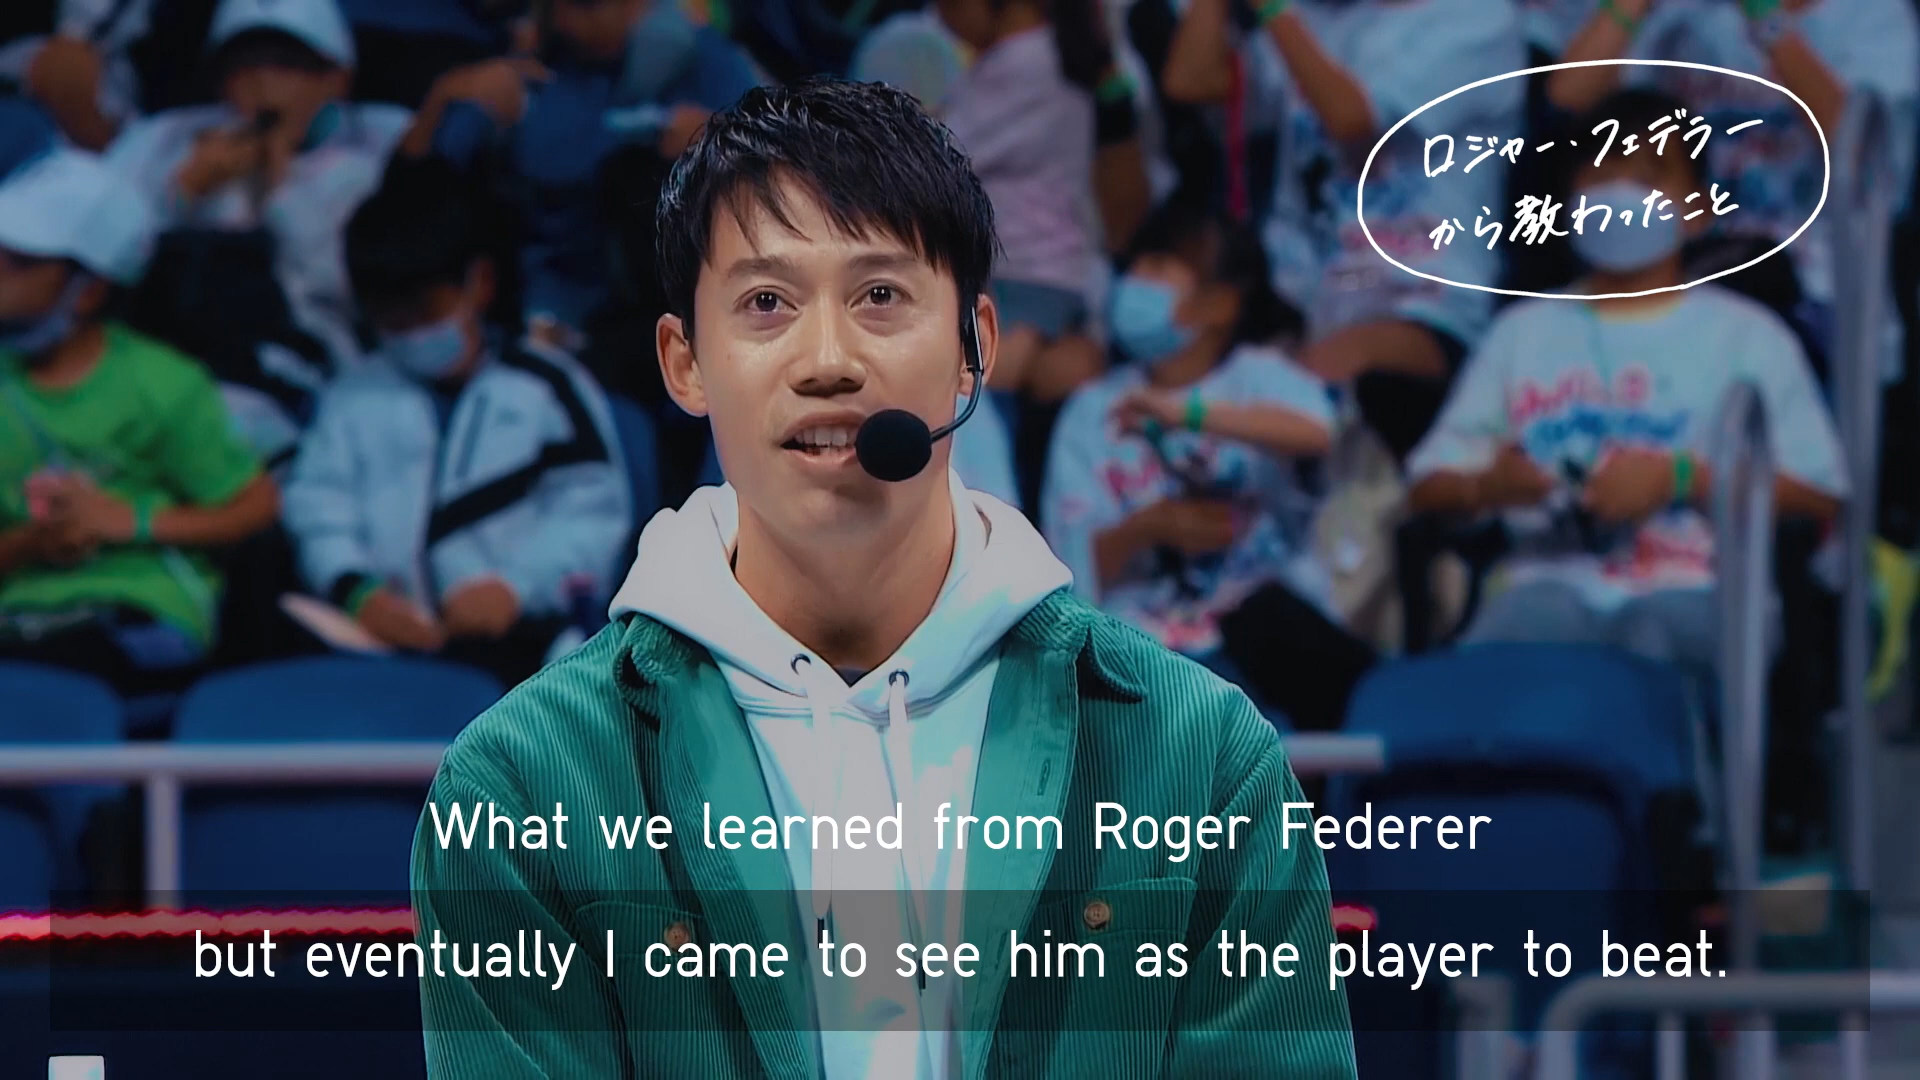 ロジャー・フェデラー
から教わったこと
What we learned from Roger Federer
but eventually I came to see him as the player to beat.